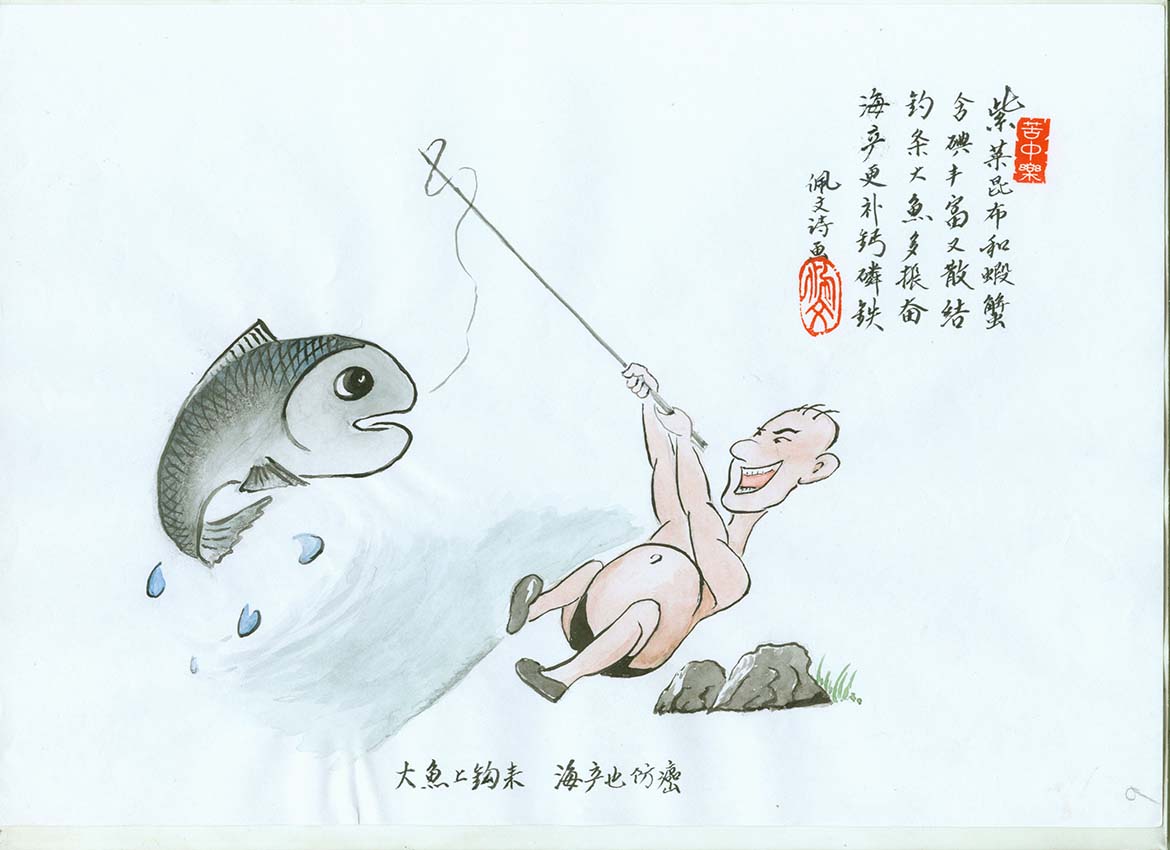 苦中樂
紫菜昆布和蝦蟹
含碘丰富又散结
钓条大魚多振奋
海产更补钙磷铁
佩文诗画
大魚上鈎来 海产也仿癌